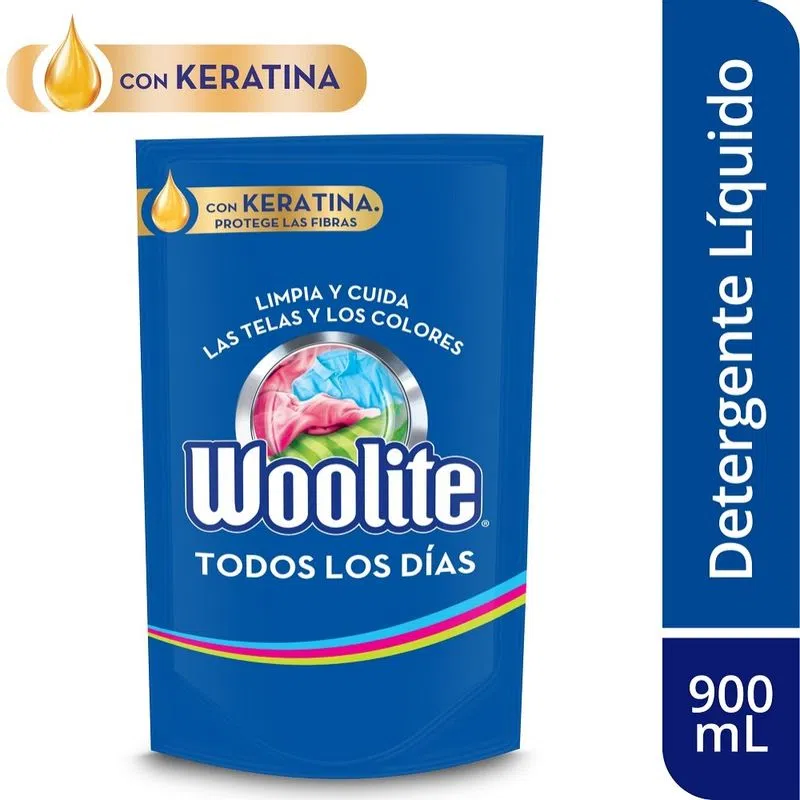 CON KERATINA
CON KERATINA.
PROTEGE LAS FIBRAS
LIMPIA Y CUIDA
LAS TELAS Y LOS COLORES
Woolite®
TODOS LOS DÍAS
Detergente Líquido
900
mL